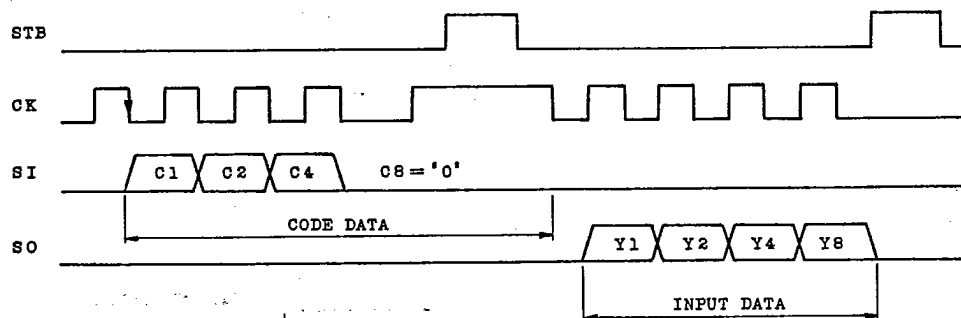 STB
CK
SI C1 C2 C4 C8="0"
CODE DATA
SO Y1 Y2 Y4 Y8
INPUT DATA